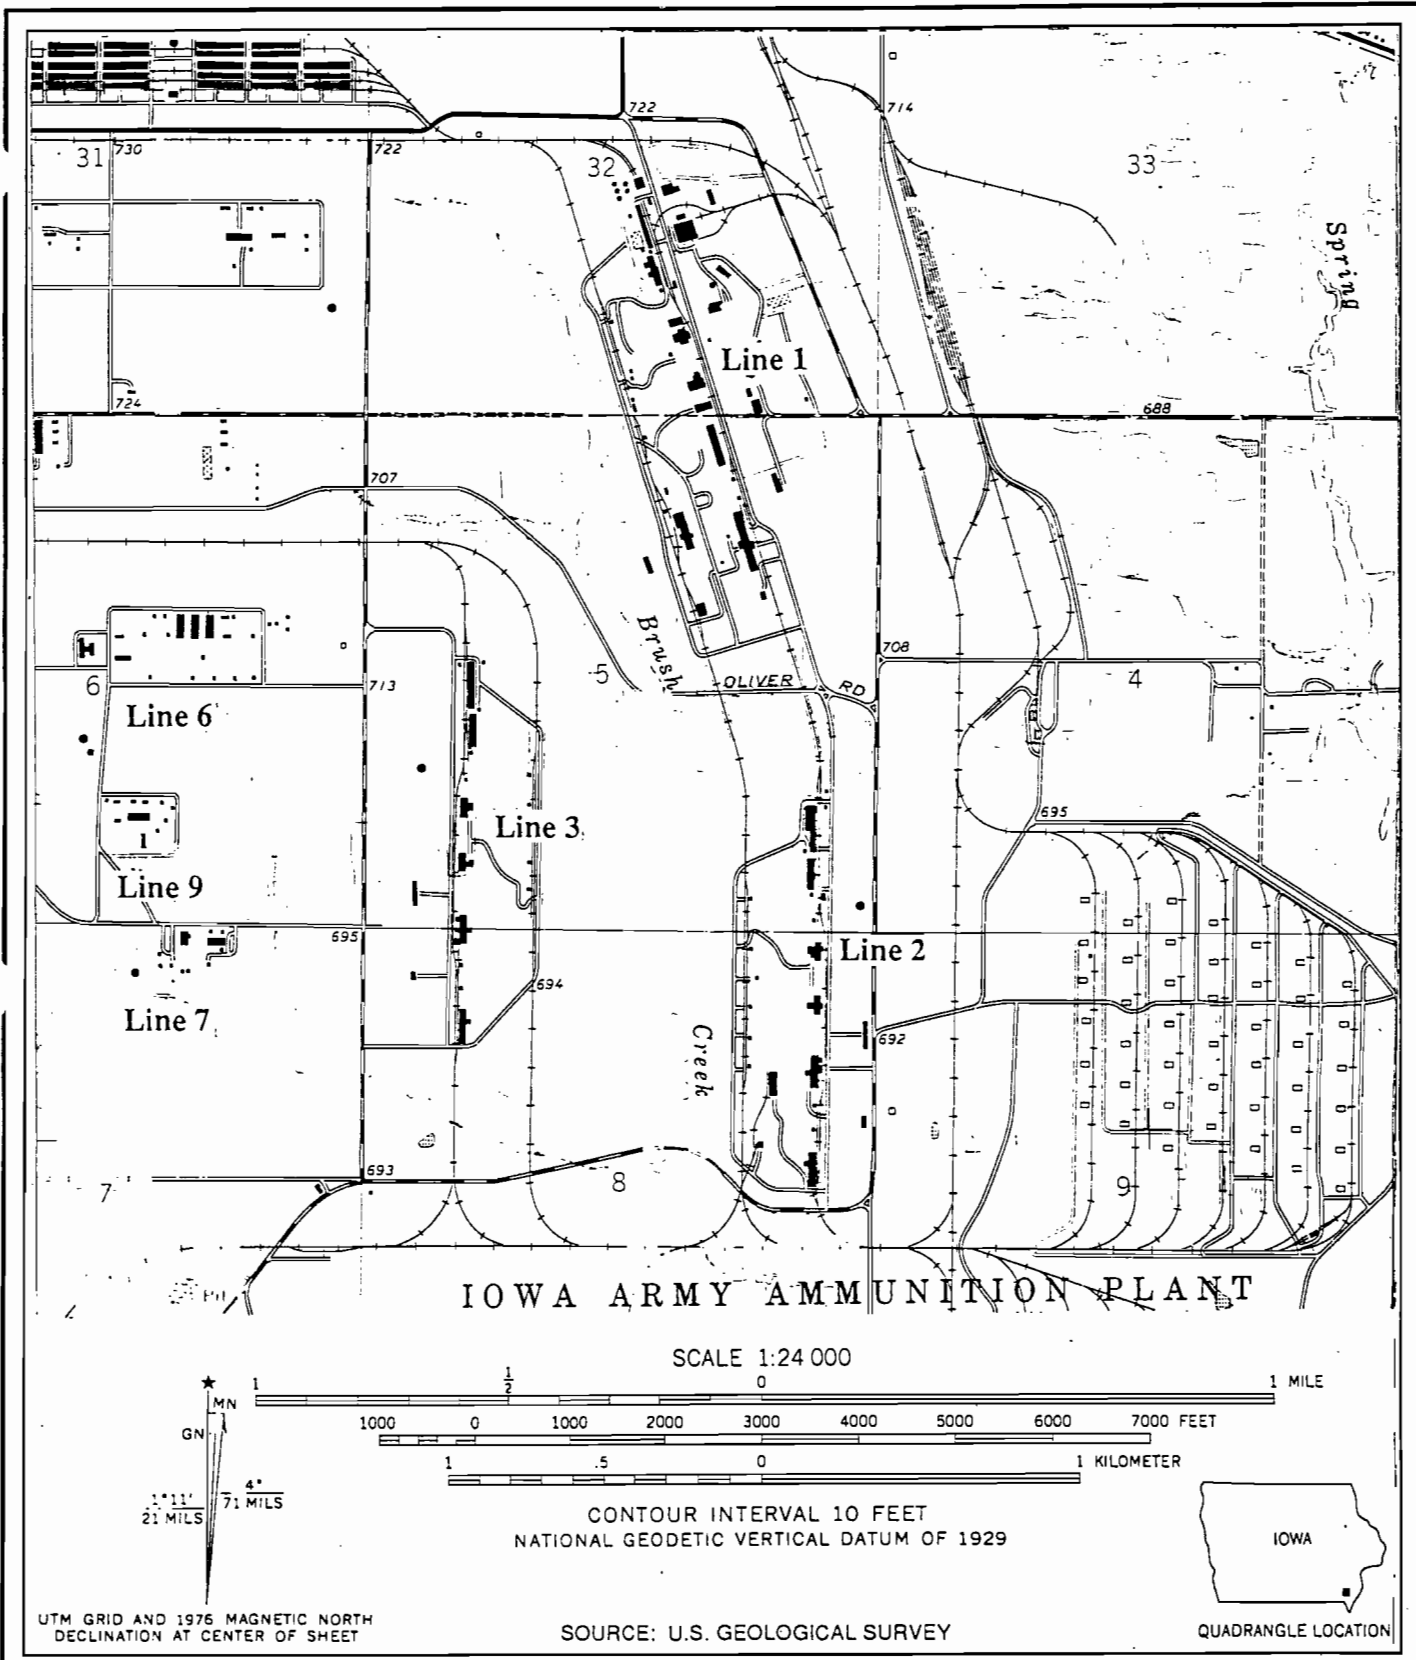 722
714
31
730
722
32
33
Spring
Line 1
724
688
707
Brush
708
6
5
OLIVER RD
4
713
Line 6
695
Line 3
1
Line 9
695
Line 2
694
Line 7
Creek
692
693
7
8
9
Pit
IOWA ARMY AMMUNITION PLANT
SCALE 1:24 000
1 1/2 0 1 MILE
1000 0 1000 2000 3000 4000 5000 6000 7000 FEET
1 .5 0 1 KILOMETER
MN
GN
1°11'
21 MILS
4°
71 MILS
CONTOUR INTERVAL 10 FEET
NATIONAL GEODETIC VERTICAL DATUM OF 1929
IOWA
UTM GRID AND 1976 MAGNETIC NORTH
DECLINATION AT CENTER OF SHEET
SOURCE: U.S. GEOLOGICAL SURVEY
QUADRANGLE LOCATION